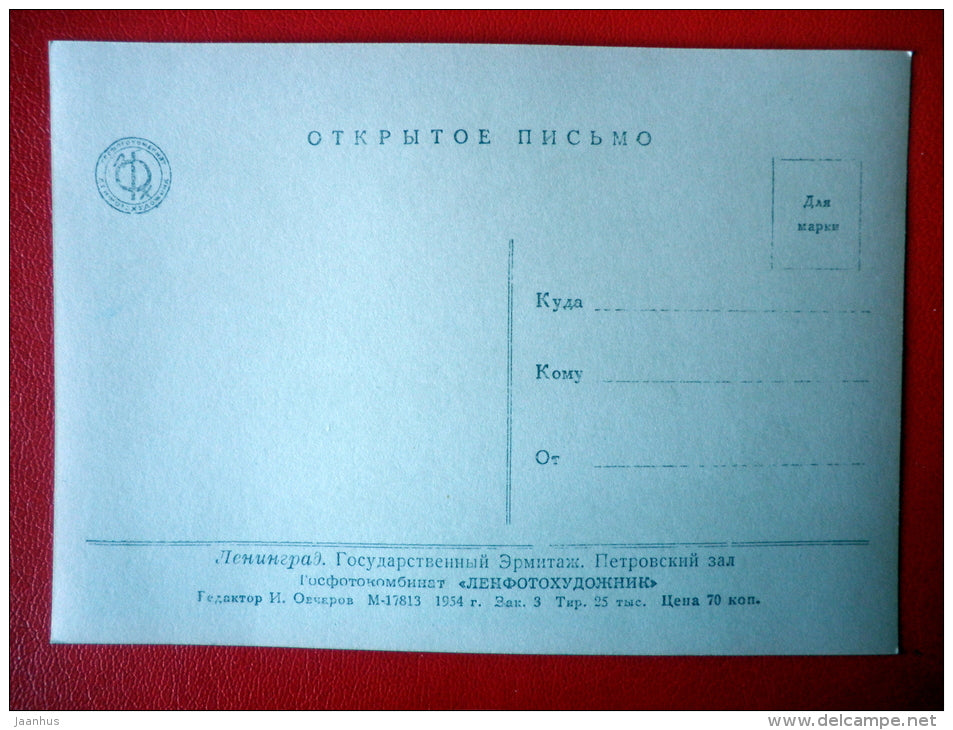 ОТКРЫТОЕ ПИСЬМО
Для
марки
Куда
Кому
От
Ленинград. Государственный Эрмитаж. Петровский зал
Госфотокомбинат «ЛЕНФОТОХУДОЖНИК»
Редактор И. Овчаров М-17813 1954 г. Зак. 3 Тир. 25 тыс. Цена 70 коп.
jaanhus
www.delcampe.net